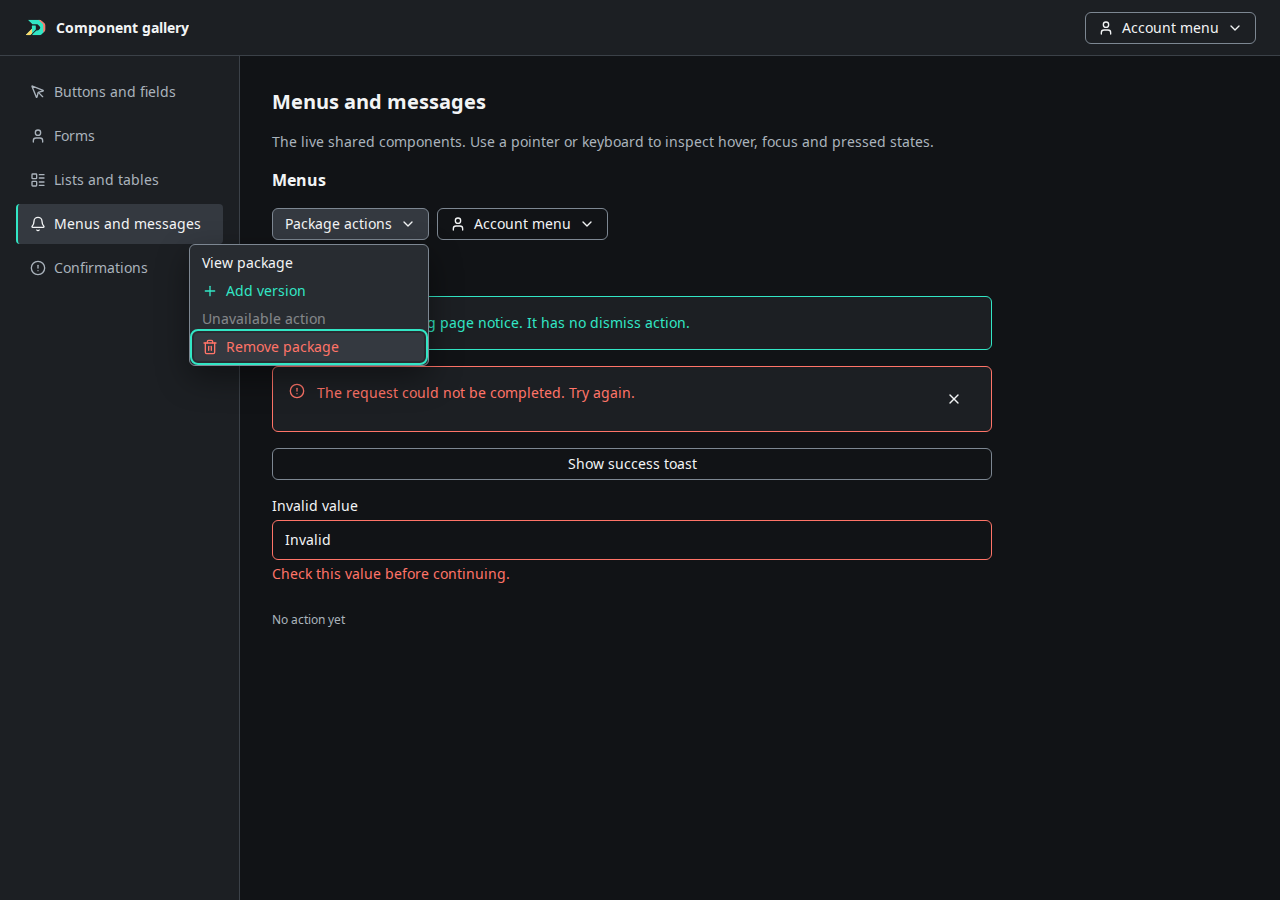 Component gallery
Account menu
Buttons and fields
Forms
Lists and tables
Menus and messages
Confirmations
Menus and messages
The live shared components. Use a pointer or keyboard to inspect hover, focus and pressed states.
Menus
Package actions
Account menu
View package
Add version
Unavailable action
Remove package
page notice. It has no dismiss action.
The request could not be completed. Try again.
Show success toast
Invalid value
Invalid
Check this value before continuing.
No action yet